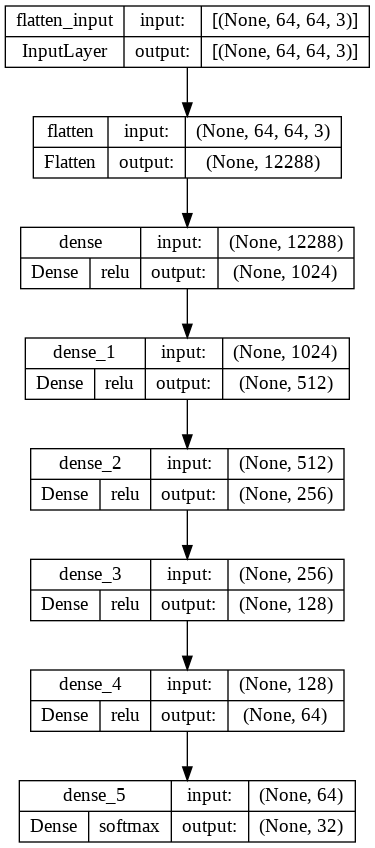 flatten_input input: [(None, 64, 64, 3)]
InputLayer output: [(None, 64, 64, 3)]
flatten input: (None, 64, 64, 3)
Flatten output: (None, 12288)
dense input: (None, 12288)
Dense relu output: (None, 1024)
dense_1 input: (None, 1024)
Dense relu output: (None, 512)
dense_2 input: (None, 512)
Dense relu output: (None, 256)
dense_3 input: (None, 256)
Dense relu output: (None, 128)
dense_4 input: (None, 128)
Dense relu output: (None, 64)
dense_5 input: (None, 64)
Dense softmax output: (None, 32)